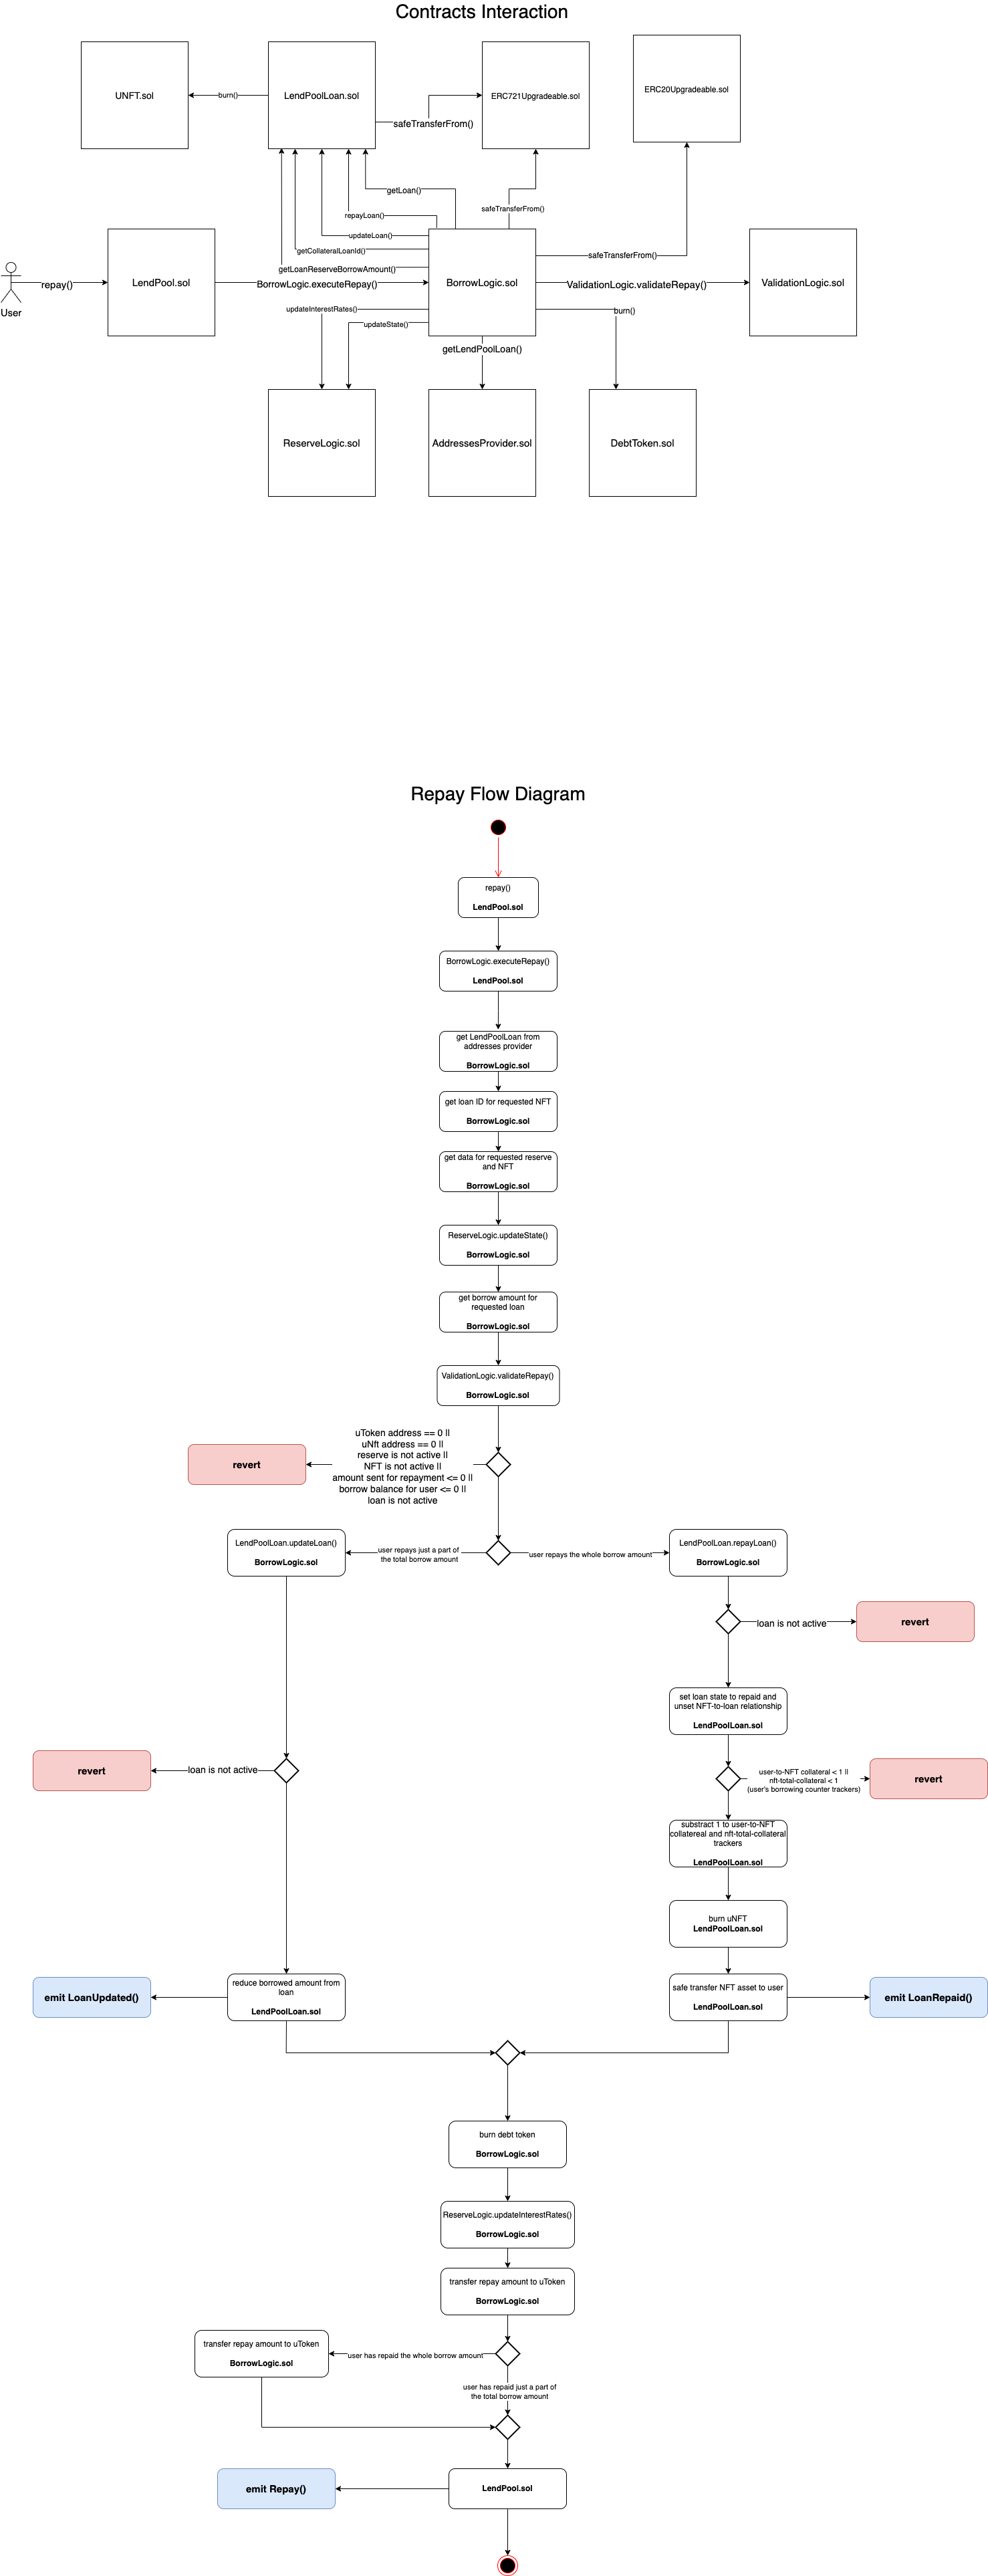 Contracts Interaction
UNFT.sol
burn()
LendPoolLoan.sol
safeTransferFrom()
ERC721Upgradeable.sol
ERC20Upgradeable.sol
getLoan()
repayLoan()
safeTransferFrom()
updateLoan()
getCollateralLoanId()
getLoanReserveBorrowAmount()
safeTransferFrom()
User
repay()
LendPool.sol
BorrowLogic.executeRepay()
BorrowLogic.sol
ValidationLogic.validateRepay()
ValidationLogic.sol
updateInterestRates()
updateState()
burn()
getLendPoolLoan()
ReserveLogic.sol
AddressesProvider.sol
DebtToken.sol
Repay Flow Diagram
repay()
LendPool.sol
BorrowLogic.executeRepay()
LendPool.sol
get LendPoolLoan from
addresses provider
BorrowLogic.sol
get loan ID for requested NFT
BorrowLogic.sol
get data for requested reserve
and NFT
BorrowLogic.sol
ReserveLogic.updateState()
BorrowLogic.sol
get borrow amount for
requested loan
BorrowLogic.sol
ValidationLogic.validateRepay()
BorrowLogic.sol
uToken address == 0 ||
uNft address == 0 ||
reserve is not active ||
NFT is not active ||
amount sent for repayment <= 0 ||
borrow balance for user <= 0 ||
loan is not active
revert
LendPoolLoan.updateLoan()
BorrowLogic.sol
user repays just a part of
the total borrow amount
user repays the whole borrow amount
LendPoolLoan.repayLoan()
BorrowLogic.sol
loan is not active
revert
set loan state to repaid and
unset NFT-to-loan relationship
LendPoolLoan.sol
revert
loan is not active
user-to-NFT collateral < 1 ||
nft-total-collateral < 1
(user's borrowing counter trackers)
revert
substract 1 to user-to-NFT
collatereal and nft-total-collateral
trackers
LendPoolLoan.sol
burn uNFT
LendPoolLoan.sol
emit LoanUpdated()
reduce borrowed amount from
loan
LendPoolLoan.sol
safe transfer NFT asset to user
LendPoolLoan.sol
emit LoanRepaid()
burn debt token
BorrowLogic.sol
ReserveLogic.updateInterestRates()
BorrowLogic.sol
transfer repay amount to uToken
BorrowLogic.sol
transfer repay amount to uToken
BorrowLogic.sol
user has repaid the whole borrow amount
user has repaid just a part of
the total borrow amount
emit Repay()
LendPool.sol